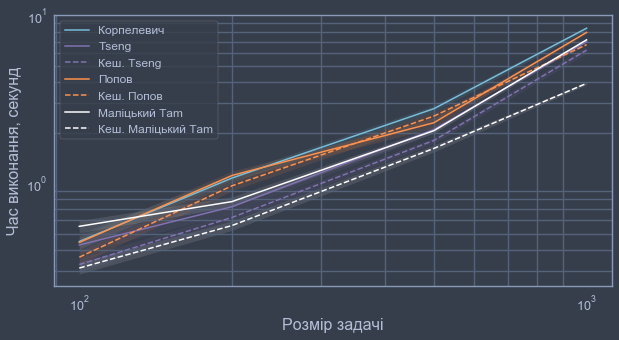 10¹
Корпелевич
Tseng
Кеш. Tseng
Попов
Кеш. Попов
Маліцький Tam
Кеш. Маліцький Tam
Час виконання, секунд
10⁰
10² 10³
Розмір задачі